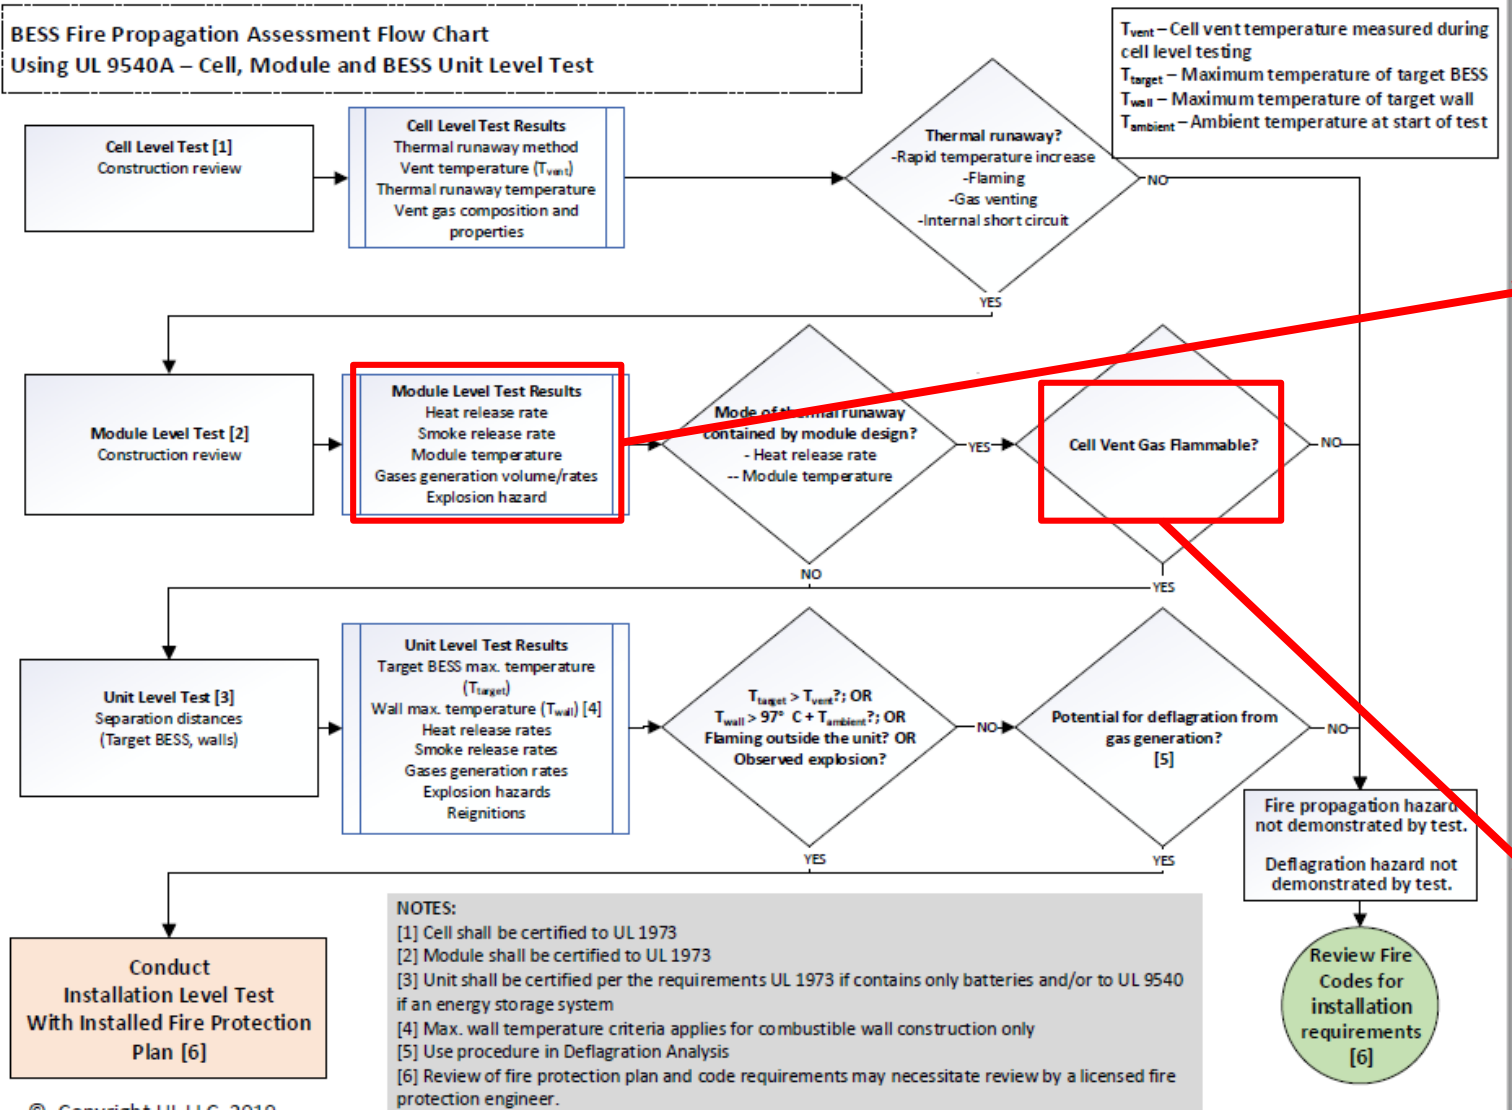 BESS Fire Propagation Assessment Flow Chart
Using UL 9540A – Cell, Module and BESS Unit Level Test
Tvent – Cell vent temperature measured during
cell level testing
Ttarget – Maximum temperature of target BESS
Twall – Maximum temperature of target wall
Tambient – Ambient temperature at start of test
Cell Level Test [1]
Construction review
Cell Level Test Results
Thermal runaway method
Vent temperature (Tvent)
Thermal runaway temperature
Vent gas composition and
properties
Thermal runaway?
-Rapid temperature increase
-Flaming
-Gas venting
-Internal short circuit
NO
YES
Module Level Test [2]
Construction review
Module Level Test Results
Heat release rate
Smoke release rate
Module temperature
Gases generation volume/rates
Explosion hazard
Mode of thermal runaway
contained by module design?
- Heat release rate
-- Module temperature
YES
Cell Vent Gas Flammable?
NO
NO
YES
Unit Level Test [3]
Separation distances
(Target BESS, walls)
Unit Level Test Results
Target BESS max. temperature
(Ttarget)
Wall max. temperature (Twall) [4]
Heat release rates
Smoke release rates
Gases generation rates
Explosion hazards
Reignitions
Ttarget > Tvent?; OR
Twall > 97° C + Tambient?; OR
Flaming outside the unit? OR
Observed explosion?
NO
Potential for deflagration from
gas generation?
[5]
NO
YES
YES
Fire propagation hazard
not demonstrated by test.
Deflagration hazard not
demonstrated by test.
Conduct
Installation Level Test
With Installed Fire Protection
Plan [6]
NOTES:
[1] Cell shall be certified to UL 1973
[2] Module shall be certified to UL 1973
[3] Unit shall be certified per the requirements UL 1973 if contains only batteries and/or to UL 9540
if an energy storage system
[4] Max. wall temperature criteria applies for combustible wall construction only
[5] Use procedure in Deflagration Analysis
[6] Review of fire protection plan and code requirements may necessitate review by a licensed fire
protection engineer.
Review Fire
Codes for
installation
requirements
[6]
© Copyright UL LLC 2019